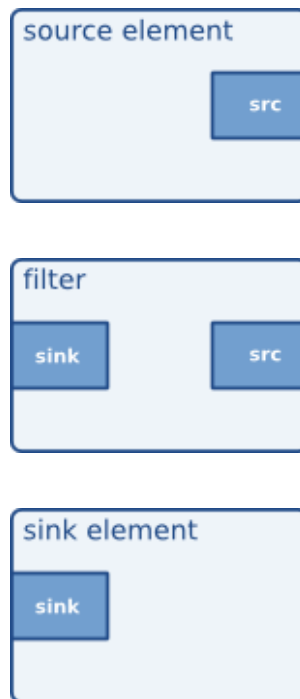 source element
src
filter
sink
src
sink element
sink